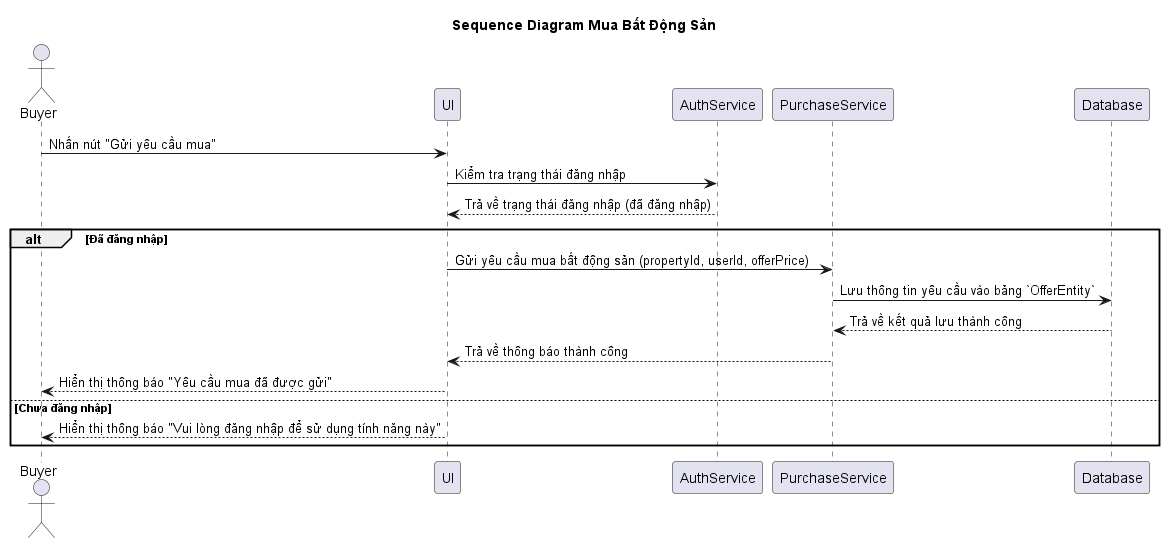 Sequence Diagram Mua Bất Động Sản
Buyer
UI
AuthService
PurchaseService
Database
Nhấn nút "Gửi yêu cầu mua"
Kiểm tra trạng thái đăng nhập
Trả về trạng thái đăng nhập (đã đăng nhập)
alt
[Đã đăng nhập]
Gửi yêu cầu mua bất động sản (propertyId, userId, offerPrice)
Lưu thông tin yêu cầu vào bảng `OfferEntity`
Trả về kết quả lưu thành công
Trả về thông báo thành công
Hiển thị thông báo "Yêu cầu mua đã được gửi"
[Chưa đăng nhập]
Hiển thị thông báo "Vui lòng đăng nhập để sử dụng tính năng này"
Buyer
UI
AuthService
PurchaseService
Database